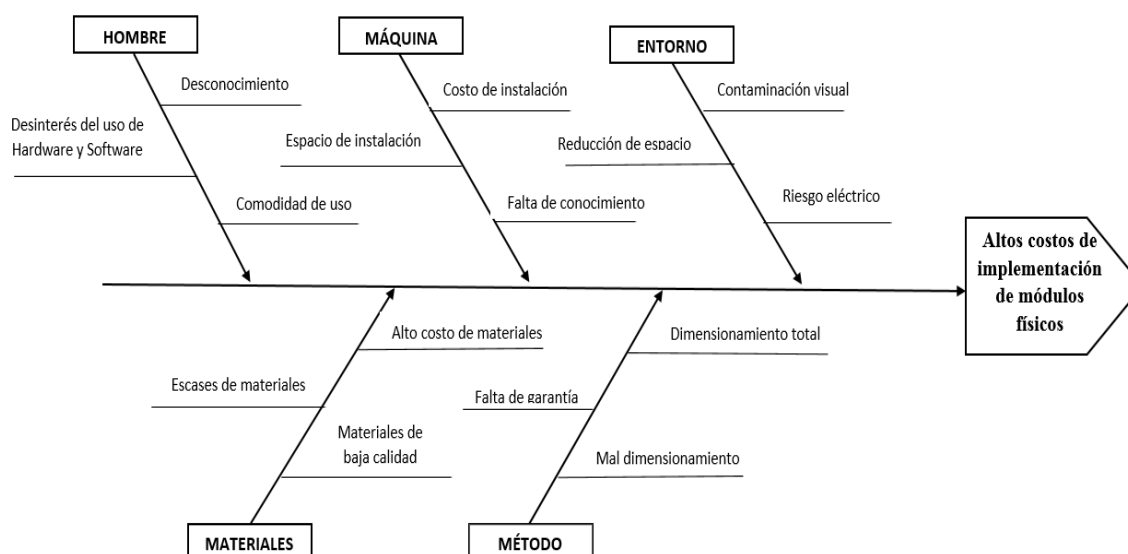 HOMBRE
MÁQUINA
ENTORNO
Desconocimiento
Desinterés del uso de
Hardware y Software
Comodidad de uso
Costo de instalación
Espacio de instalación
Falta de conocimiento
Contaminación visual
Reducción de espacio
Riesgo eléctrico
Altos costos de
implementación
de módulos
físicos
Alto costo de materiales
Escases de materiales
Materiales de
baja calidad
Dimensionamiento total
Falta de garantía
Mal dimensionamiento
MATERIALES
MÉTODO